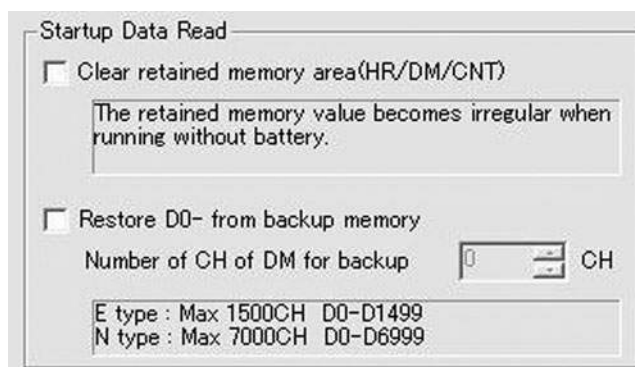 Startup Data Read
Clear retained memory area(HR/DM/CNT)
The retained memory value becomes irregular when
running without battery.
Restore D0- from backup memory
Number of CH of DM for backup 0 CH
E type : Max 1500CH D0-D1499
N type : Max 7000CH D0-D6999